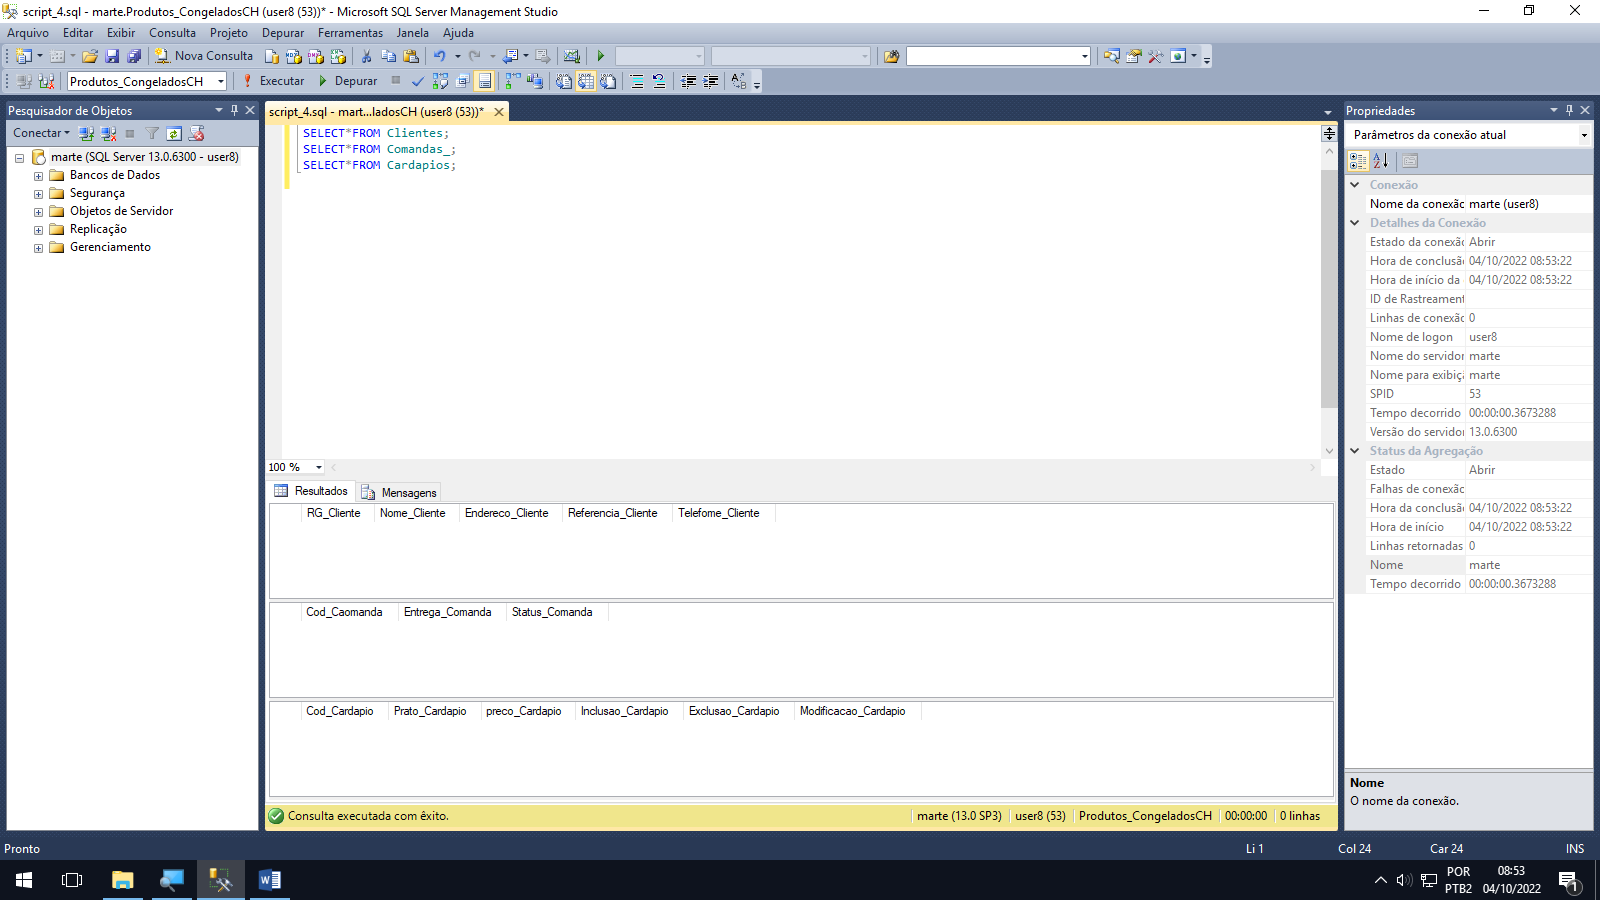 script_4.sql - marte.Produtos_CongeladosCH (user8 (53))* - Microsoft SQL Server Management Studio
Arquivo Editar Exibir Consulta Projeto Depurar Ferramentas Janela Ajuda
Nova Consulta
Produtos_CongeladosCH Executar Depurar
Pesquisador de Objetos
Conectar
marte (SQL Server 13.0.6300 - user8)
Bancos de Dados
Segurança
Objetos de Servidor
Replicação
Gerenciamento
script_4.sql - mart...ladosCH (user8 (53))*
SELECT*FROM Clientes;
SELECT*FROM Comandas_;
SELECT*FROM Cardapios;
100 %
Resultados Mensagens
RG_Cliente Nome_Cliente Endereco_Cliente Referencia_Cliente Telefome_Cliente
Cod_Caomanda Entrega_Comanda Status_Comanda
Cod_Cardapio Prato_Cardapio preco_Cardapio Inclusao_Cardapio Exclusao_Cardapio Modificacao_Cardapio
Consulta executada com êxito. marte (13.0 SP3) user8 (53) Produtos_CongeladosCH 00:00:00 0 linhas
Propriedades
Parâmetros da conexão atual
Conexão
Nome da conexão marte (user8)
Detalhes da Conexão
Estado da conexã Abrir
Hora de conclusã 04/10/2022 08:53:22
Hora de início da 04/10/2022 08:53:22
ID de Rastreament
Linhas de conexão 0
Nome de logon user8
Nome do servidor marte
Nome para exibiç marte
SPID 53
Tempo decorrido 00:00:00.3673288
Versão do servidor 13.0.6300
Status da Agregação
Estado Abrir
Falhas de conexão
Hora da conclusã 04/10/2022 08:53:22
Hora de início 04/10/2022 08:53:22
Linhas retornadas 0
Nome marte
Tempo decorrido 00:00:00.3673288
Nome
O nome da conexão.
Pronto Li 1 Col 24 Car 24 INS
POR
PTB2
08:53
04/10/2022
1